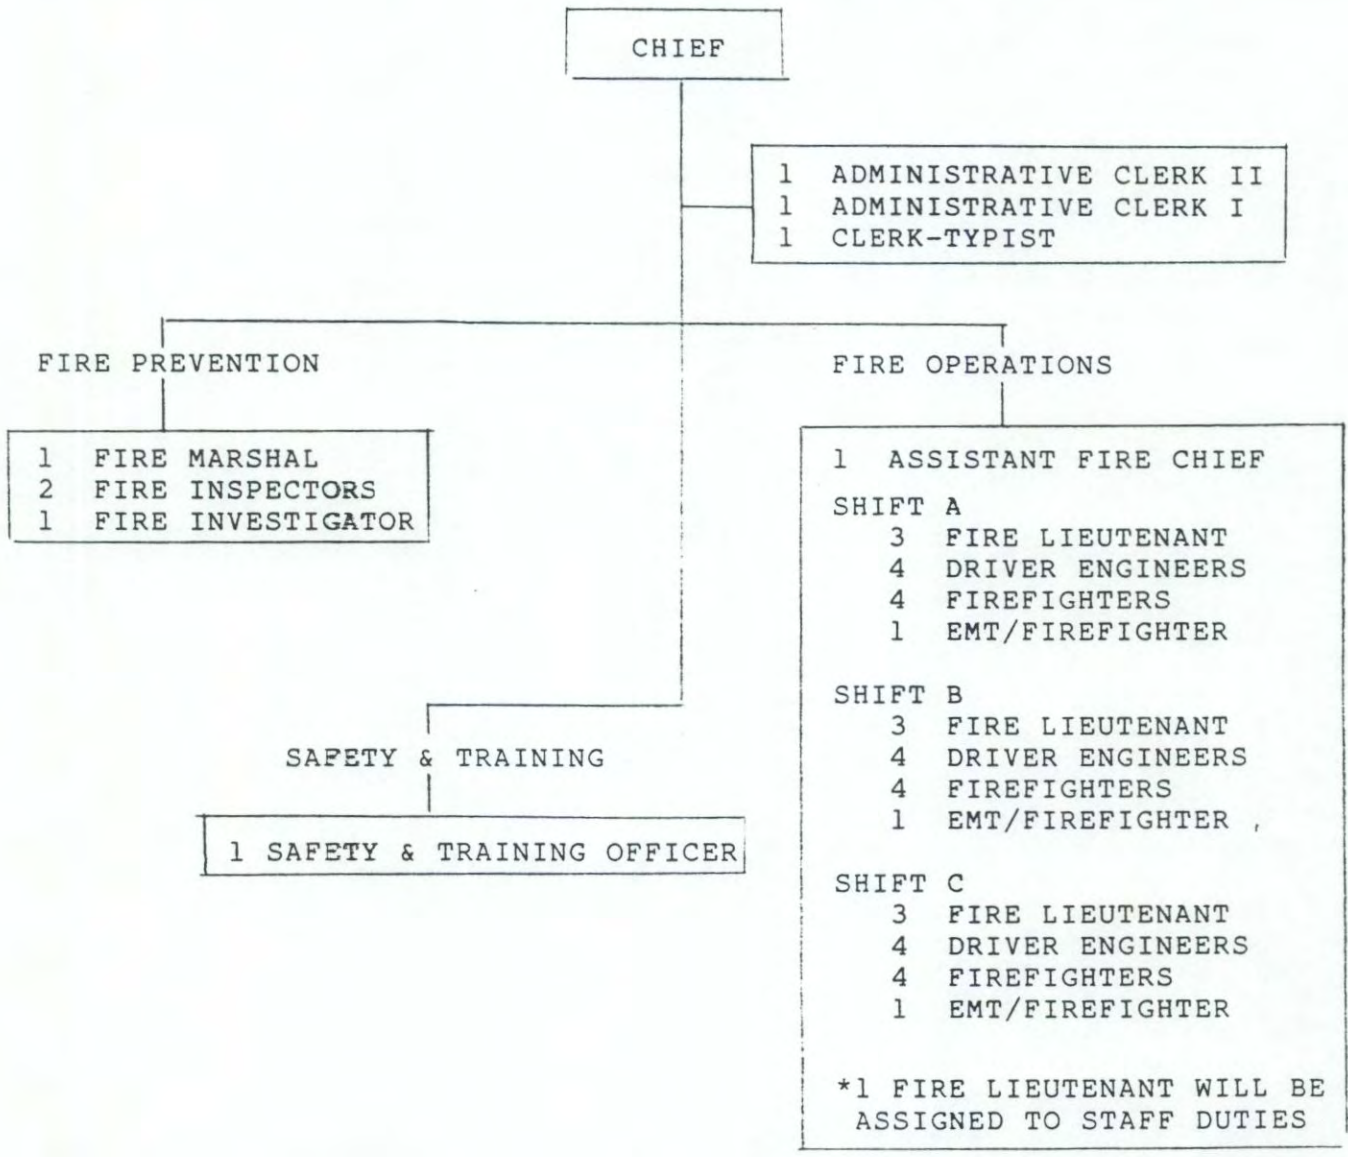 CHIEF
1 ADMINISTRATIVE CLERK II
1 ADMINISTRATIVE CLERK I
1 CLERK-TYPIST
FIRE PREVENTION
1 FIRE MARSHAL
2 FIRE INSPECTORS
1 FIRE INVESTIGATOR
SAFETY & TRAINING
1 SAFETY & TRAINING OFFICER
FIRE OPERATIONS
1 ASSISTANT FIRE CHIEF
SHIFT A
3 FIRE LIEUTENANT
4 DRIVER ENGINEERS
4 FIREFIGHTERS
1 EMT/FIREFIGHTER
SHIFT B
3 FIRE LIEUTENANT
4 DRIVER ENGINEERS
4 FIREFIGHTERS
1 EMT/FIREFIGHTER
SHIFT C
3 FIRE LIEUTENANT
4 DRIVER ENGINEERS
4 FIREFIGHTERS
1 EMT/FIREFIGHTER
*1 FIRE LIEUTENANT WILL BE
ASSIGNED TO STAFF DUTIES